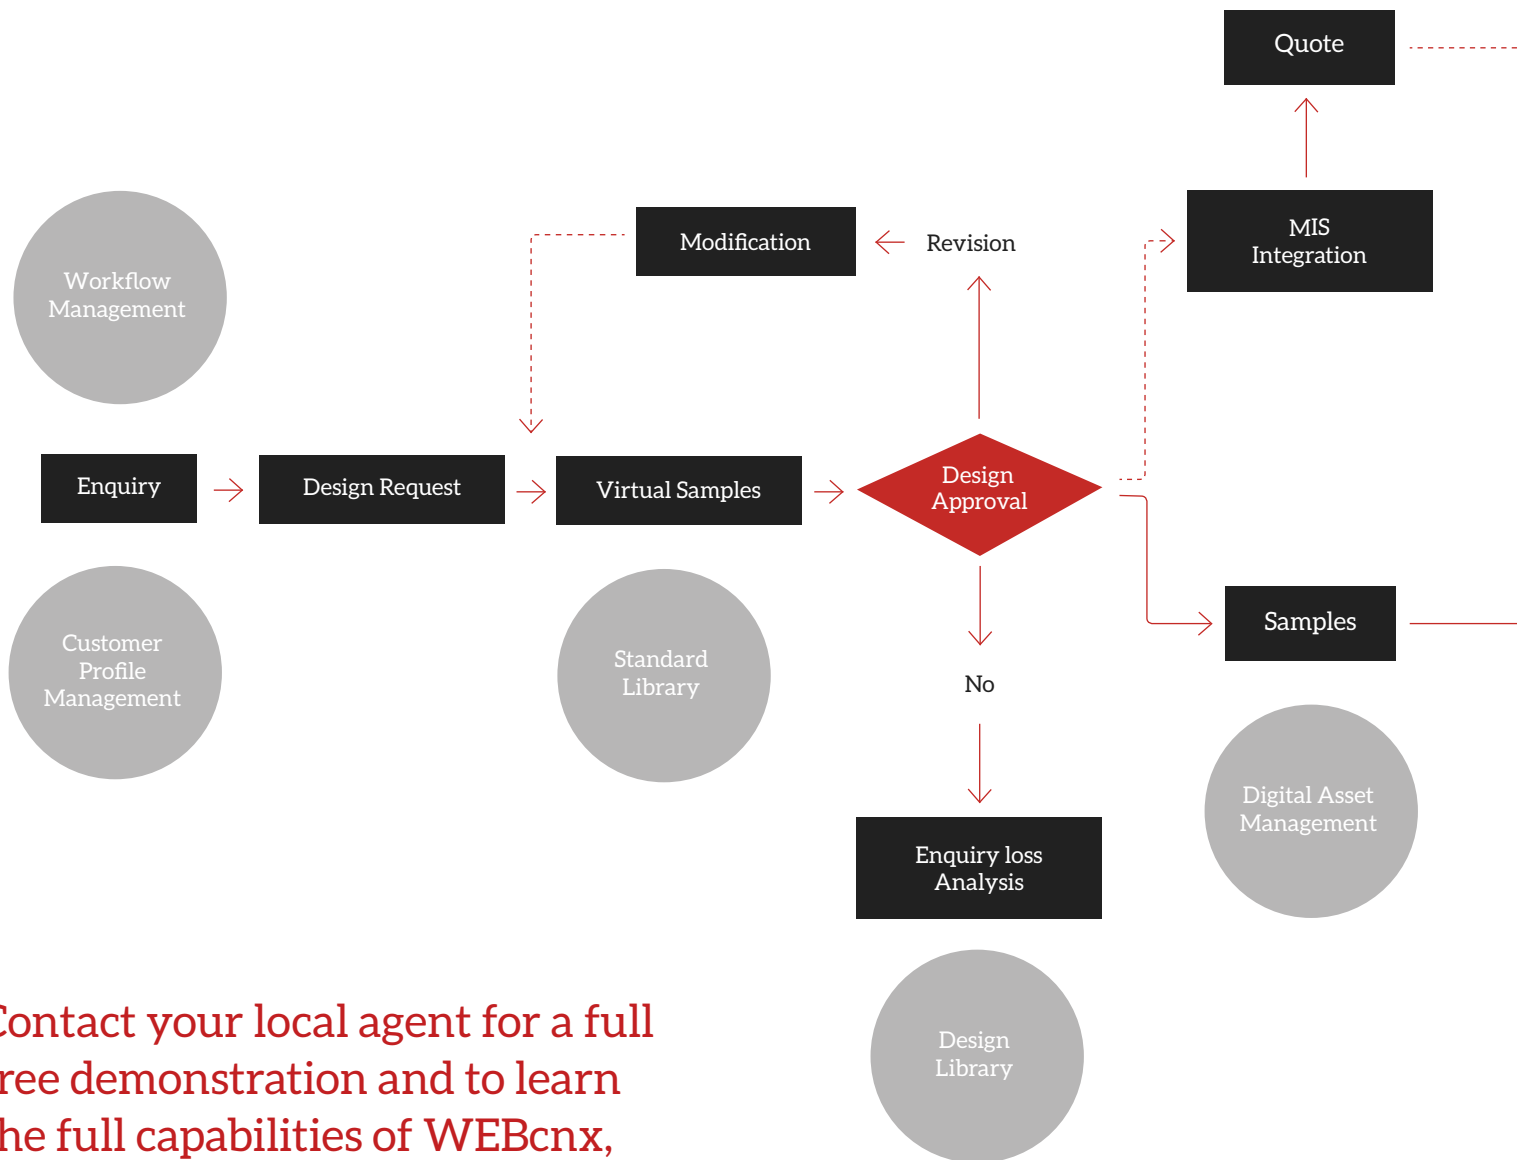 Quote
MIS
Integration
Modification
Revision
Workflow
Management
Enquiry
Design Request
Virtual Samples
Design
Approval
Customer
Profile
Management
Standard
Library
No
Samples
Digital Asset
Management
Enquiry loss
Analysis
Design
Library
Contact your local agent for a full
ree demonstration and to learn
he full capabilities of WEBcnx,